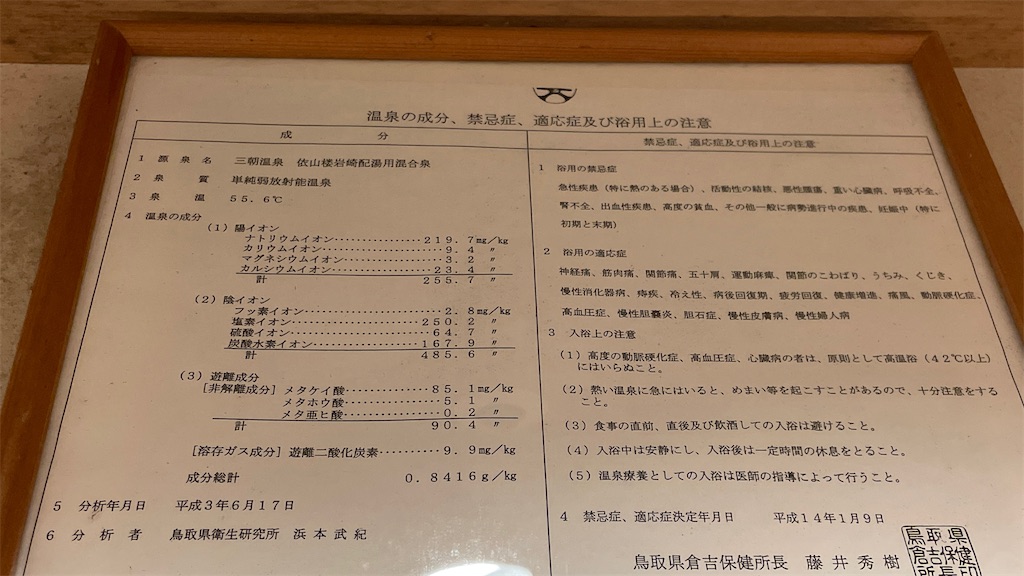 温泉の成分、禁忌症、適応症及び浴用上の注意
成 分
1 源 泉 名 三朝温泉 依山楼岩崎配湯用混合泉
2 泉 質 単純弱放射能温泉
3 泉 温 55.6℃
4 温泉の成分
(1) 陽イオン
ナトリウムイオン················219.7mg/kg
カリウムイオン··················9.4 〃
マグネシウムイオン··············3.2 〃
カルシウムイオン················23.4 〃
計 255.7 〃
(2) 陰イオン
フッ素イオン····················2.8mg/kg
塩素イオン······················250.2 〃
硫酸イオン······················64.7 〃
炭酸水素イオン··················167.9 〃
計 485.6 〃
(3) 遊離成分
[非解離成分] メタケイ酸············85.1mg/kg
メタホウ酸············5.1 〃
メタ亜ヒ酸············0.2 〃
計 90.4 〃
[溶存ガス成分] 遊離二酸化炭素········9.9mg/kg
成分総計 0.8416g/kg
5 分析年月日 平成3年6月17日
6 分 析 者 鳥取県衛生研究所 浜本武紀
禁忌症、適応症及び浴用上の注意
1 浴用の禁忌症
急性疾患(特に熱のある場合)、活動性の結核、悪性腫瘍、重い心臓病、呼吸不全、
腎不全、出血性疾患、高度の貧血、その他一般に病勢進行中の疾患、妊娠中(特に
初期と末期)
2 浴用の適応症
神経痛、筋肉痛、関節痛、五十肩、運動麻痺、関節のこわばり、うちみ、くじき、
慢性消化器病、痔疾、冷え性、病後回復期、疲労回復、健康増進、痛風、動脈硬化症、
高血圧症、慢性胆嚢炎、胆石症、慢性皮膚病、慢性婦人病
3 入浴上の注意
(1) 高度の動脈硬化症、高血圧症、心臓病の者は、原則として高温浴(42℃以上)
にはいらぬこと。
(2) 熱い温泉に急にはいると、めまい等を起こすことがあるので、十分注意をする
こと。
(3) 食事の直前、直後及び飲酒しての入浴は避けること。
(4) 入浴中は安静にし、入浴後は一定時間の休息をとること。
(5) 温泉療養としての入浴は医師の指導によって行うこと。
4 禁忌症、適応症決定年月日 平成14年1月9日
鳥取県倉吉保健所長 藤井秀樹